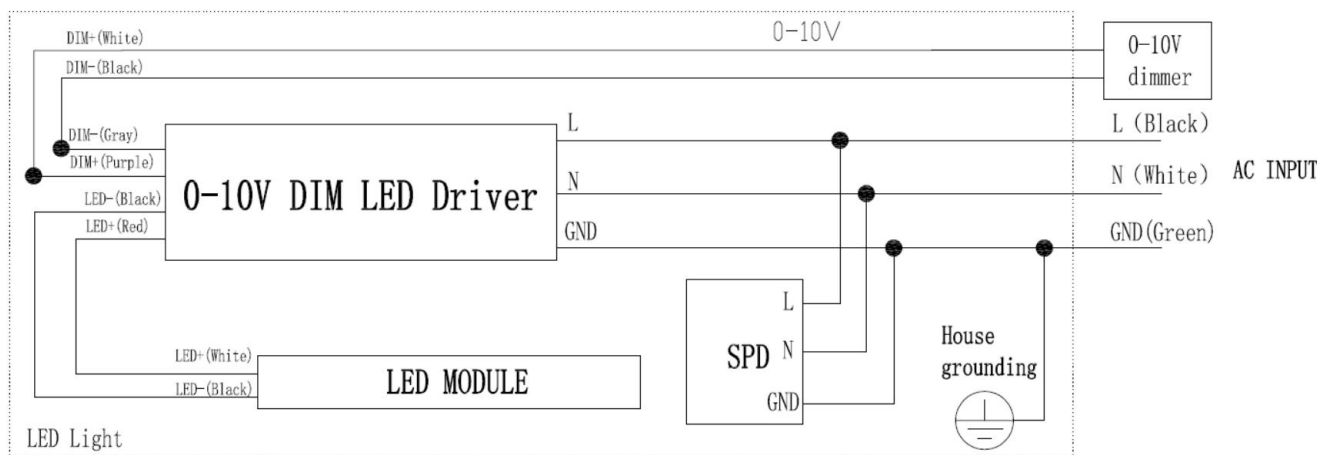 DIM+(White)
0-10V
0-10V
dimmer
DIM-(Black)
L
L (Black)
DIM-(Gray)
DIM+(Purple)
0-10V DIM LED Driver
N
N (White)
AC INPUT
LED-(Black)
LED+(Red)
GND
GND(Green)
L
House
grounding
SPD
N
LED+(White)
LED MODULE
LED-(Black)
GND
LED Light